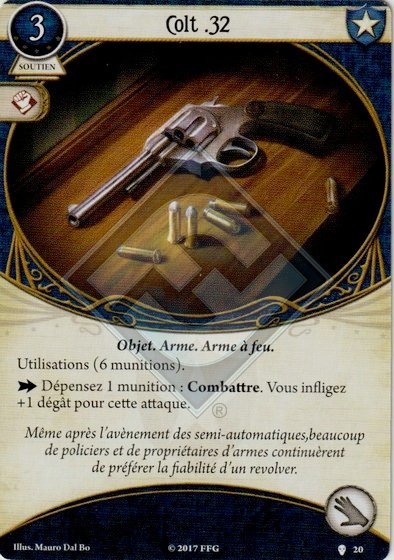 3
Colt .32
SOUTIEN
Objet. Arme. Arme à feu.
Utilisations (6 munitions).
Dépensez 1 munition : Combattre. Vous infligez
+1 dégât pour cette attaque.
®
Même après l'avènement des semi-automatiques,beaucoup
de policiers et de propriétaires d'armes continuèrent
de préférer la fiabilité d'un revolver.
Illus. Mauro Dal Bo
© 2017 FFG
20